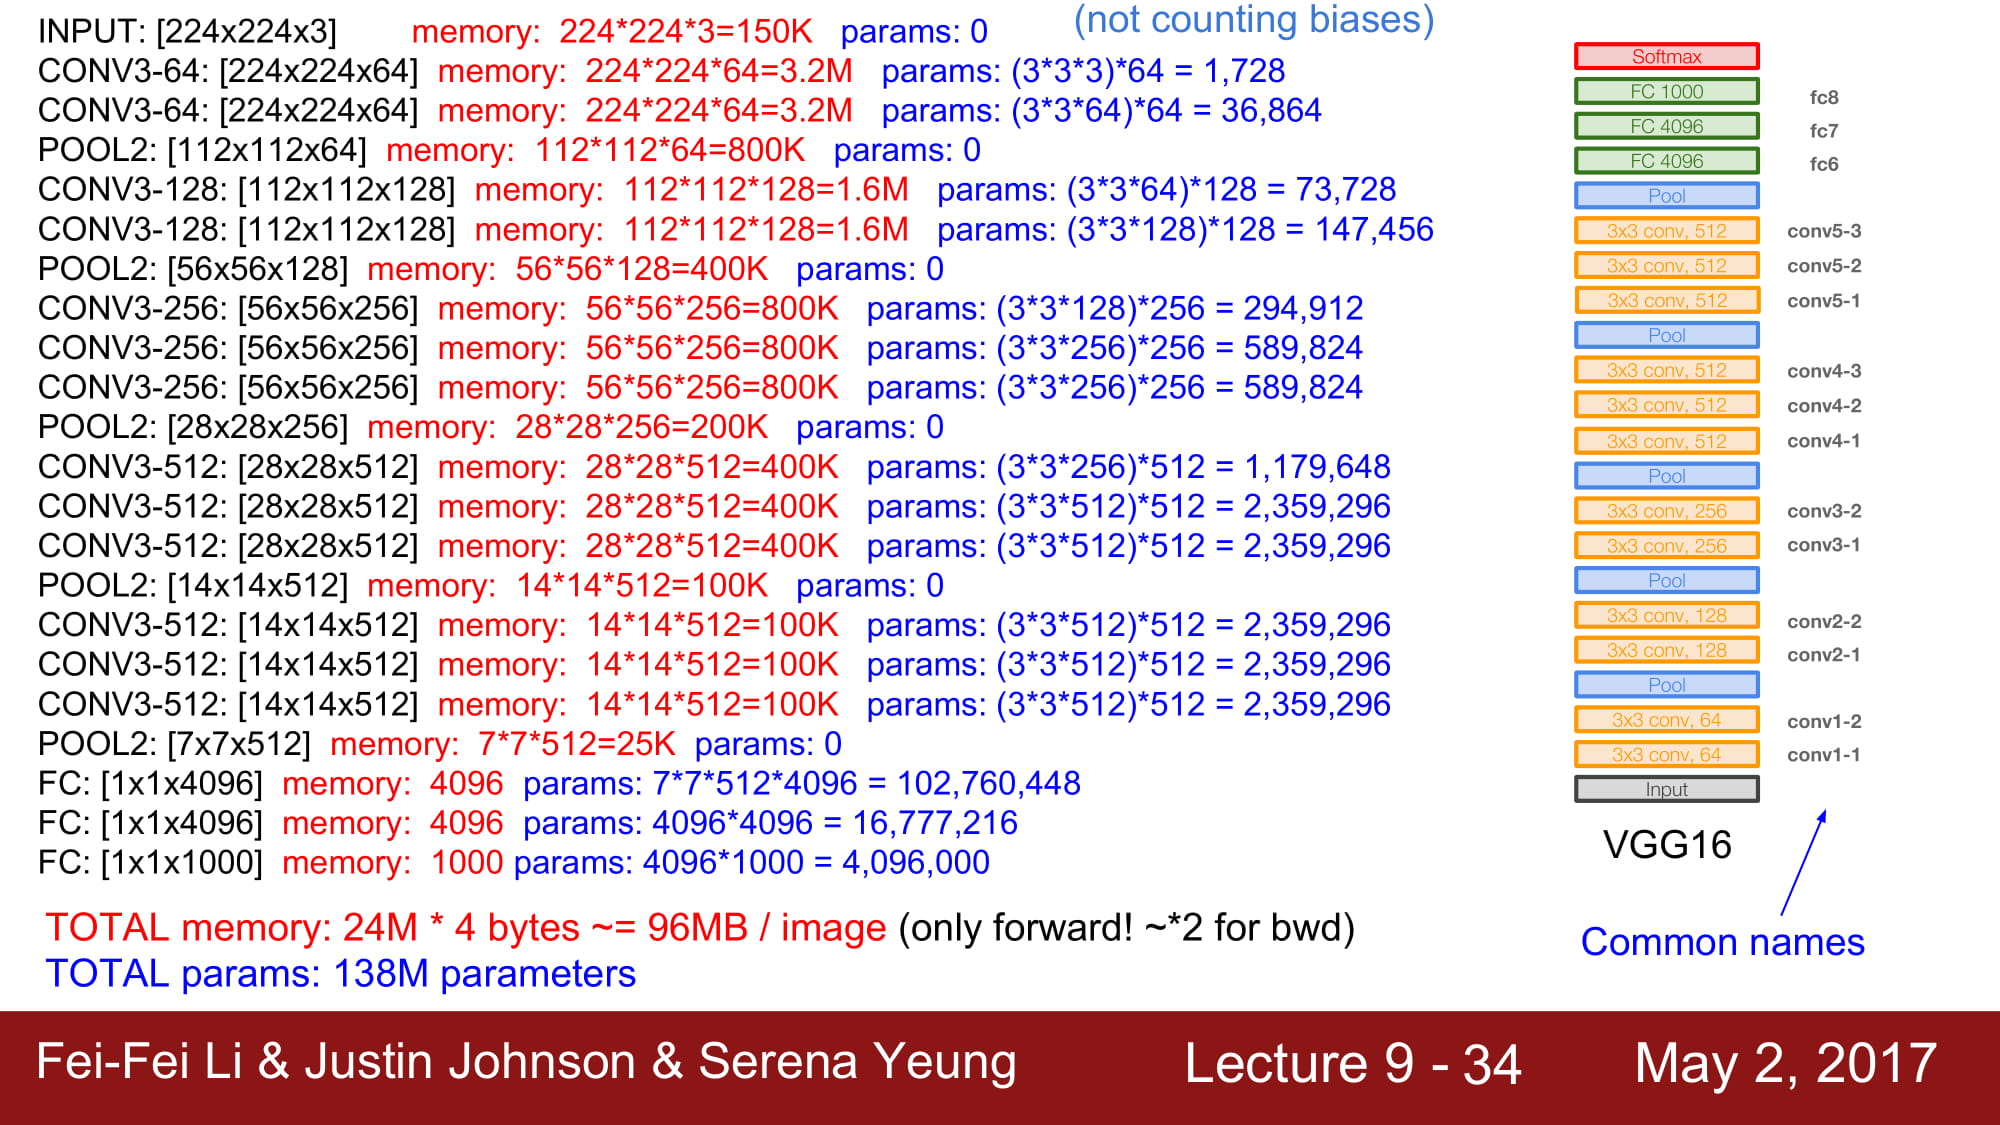 (not counting biases)
INPUT: [224x224x3] memory: 224*224*3=150K params: 0
CONV3-64: [224x224x64] memory: 224*224*64=3.2M params: (3*3*3)*64 = 1,728
CONV3-64: [224x224x64] memory: 224*224*64=3.2M params: (3*3*64)*64 = 36,864
POOL2: [112x112x64] memory: 112*112*64=800K params: 0
CONV3-128: [112x112x128] memory: 112*112*128=1.6M params: (3*3*64)*128 = 73,728
CONV3-128: [112x112x128] memory: 112*112*128=1.6M params: (3*3*128)*128 = 147,456
POOL2: [56x56x128] memory: 56*56*128=400K params: 0
CONV3-256: [56x56x256] memory: 56*56*256=800K params: (3*3*128)*256 = 294,912
CONV3-256: [56x56x256] memory: 56*56*256=800K params: (3*3*256)*256 = 589,824
CONV3-256: [56x56x256] memory: 56*56*256=800K params: (3*3*256)*256 = 589,824
POOL2: [28x28x256] memory: 28*28*256=200K params: 0
CONV3-512: [28x28x512] memory: 28*28*512=400K params: (3*3*256)*512 = 1,179,648
CONV3-512: [28x28x512] memory: 28*28*512=400K params: (3*3*512)*512 = 2,359,296
CONV3-512: [28x28x512] memory: 28*28*512=400K params: (3*3*512)*512 = 2,359,296
POOL2: [14x14x512] memory: 14*14*512=100K params: 0
CONV3-512: [14x14x512] memory: 14*14*512=100K params: (3*3*512)*512 = 2,359,296
CONV3-512: [14x14x512] memory: 14*14*512=100K params: (3*3*512)*512 = 2,359,296
CONV3-512: [14x14x512] memory: 14*14*512=100K params: (3*3*512)*512 = 2,359,296
POOL2: [7x7x512] memory: 7*7*512=25K params: 0
FC: [1x1x4096] memory: 4096 params: 7*7*512*4096 = 102,760,448
FC: [1x1x4096] memory: 4096 params: 4096*4096 = 16,777,216
FC: [1x1x1000] memory: 1000 params: 4096*1000 = 4,096,000
TOTAL memory: 24M * 4 bytes ~= 96MB / image (only forward! ~*2 for bwd)
TOTAL params: 138M parameters
Softmax
FC 1000 fc8
FC 4096 fc7
FC 4096 fc6
Pool
3x3 conv, 512 conv5-3
3x3 conv, 512 conv5-2
3x3 conv, 512 conv5-1
Pool
3x3 conv, 512 conv4-3
3x3 conv, 512 conv4-2
3x3 conv, 512 conv4-1
Pool
3x3 conv, 256 conv3-2
3x3 conv, 256 conv3-1
Pool
3x3 conv, 128 conv2-2
3x3 conv, 128 conv2-1
Pool
3x3 conv, 64 conv1-2
3x3 conv, 64 conv1-1
Input
VGG16
Common names
Fei-Fei Li & Justin Johnson & Serena Yeung Lecture 9 - 34 May 2, 2017